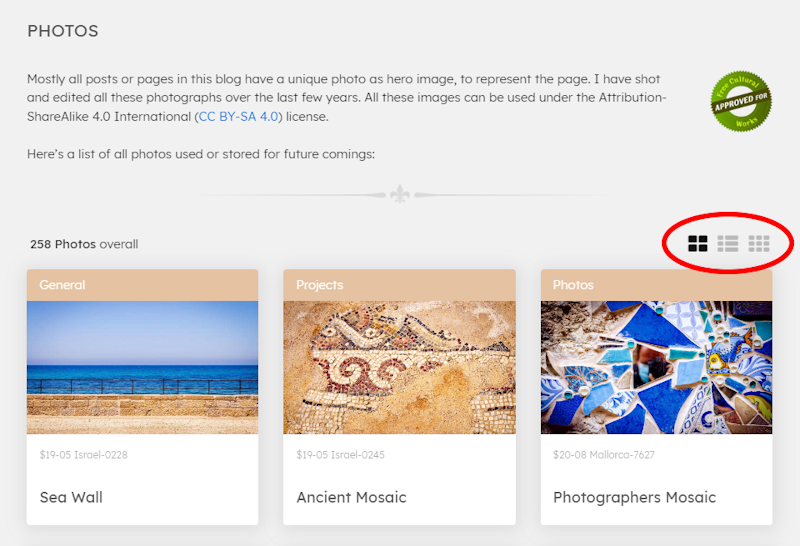 PHOTOS
Mostly all posts or pages in this blog have a unique photo as hero image, to represent the page. I have shot
and edited all these photographs over the last few years. All these images can be used under the Attribution-
ShareAlike 4.0 International (CC BY-SA 4.0) license.
Free Cultural
APPROVED FOR
Works
Here's a list of all photos used or stored for future comings:
258 Photos overall
General
Projects
Photos
$19-05 Israel-0228
$19-05 Israel-0245
$20-08 Mallorca-7627
Sea Wall
Ancient Mosaic
Photographers Mosaic